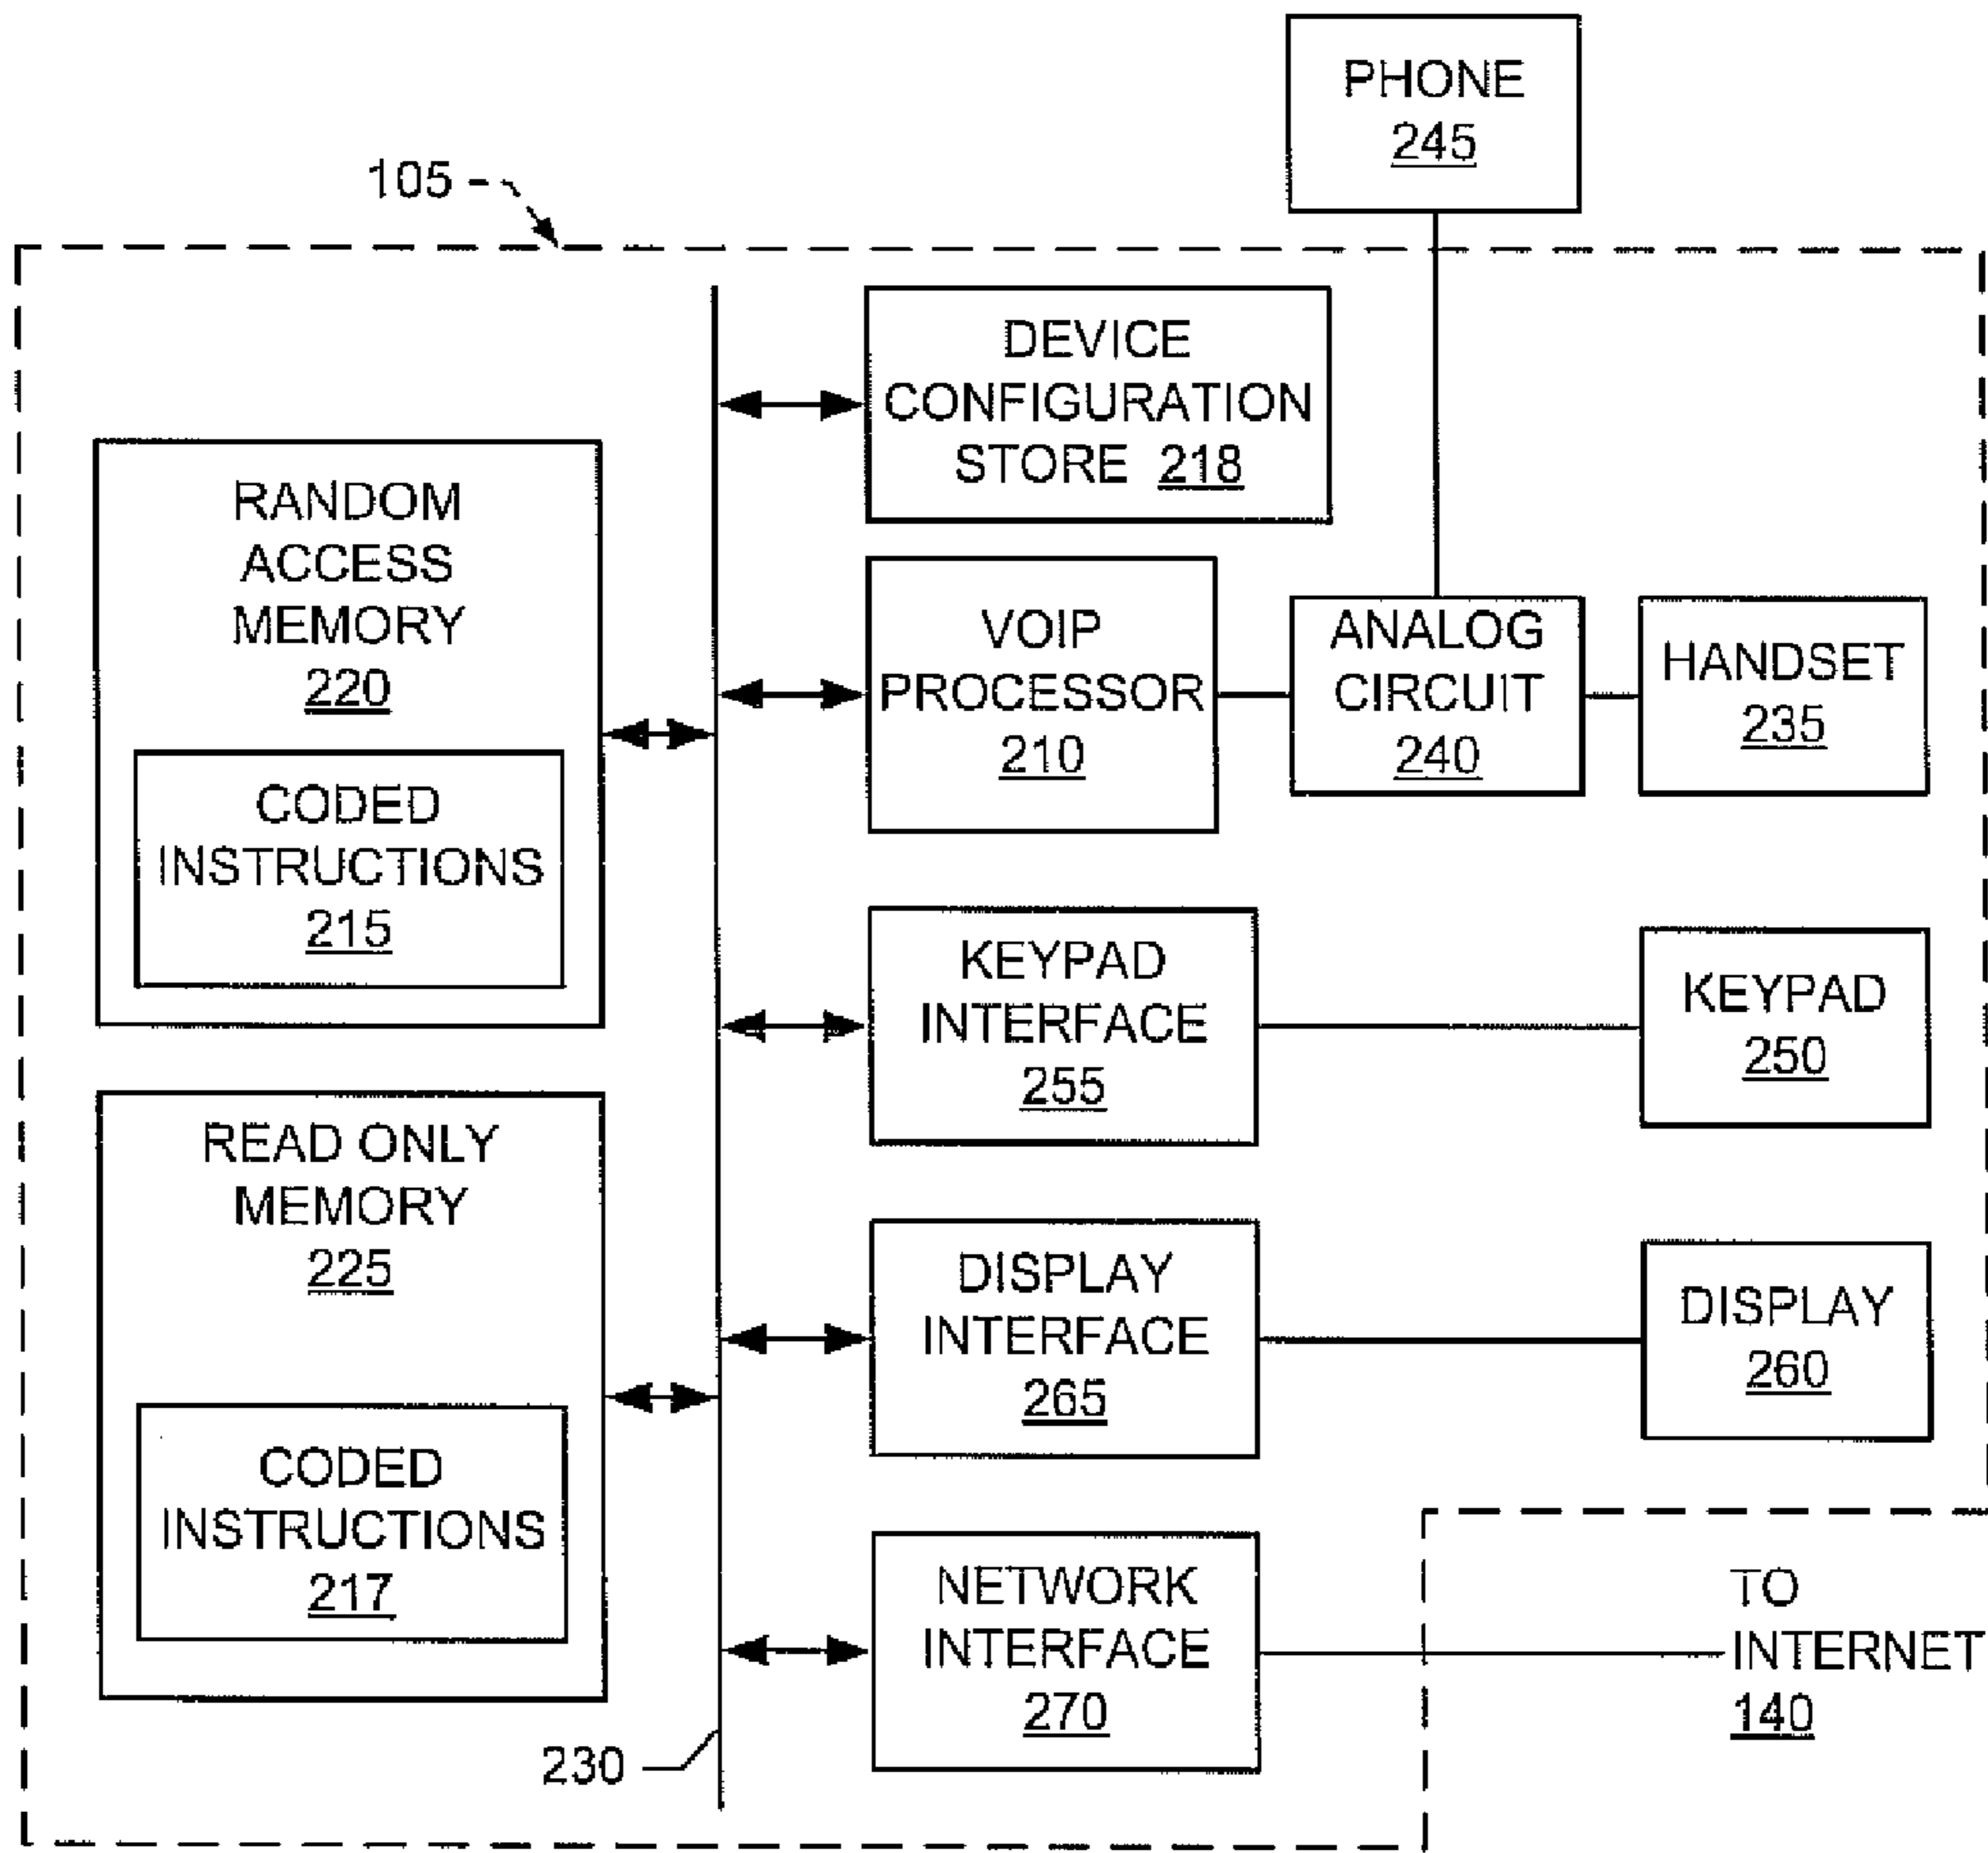 PHONE
245
105
DEVICE
CONFIGURATION
STORE 218
RANDOM
ACCESS
MEMORY
220
CODED
INSTRUCTIONS
215
VOIP
PROCESSOR
210
ANALOG
CIRCUIT
240
HANDSET
235
KEYPAD
INTERFACE
255
KEYPAD
250
READ ONLY
MEMORY
225
CODED
INSTRUCTIONS
217
DISPLAY
INTERFACE
265
DISPLAY
260
NETWORK
INTERFACE
270
TO
INTERNET
140
230